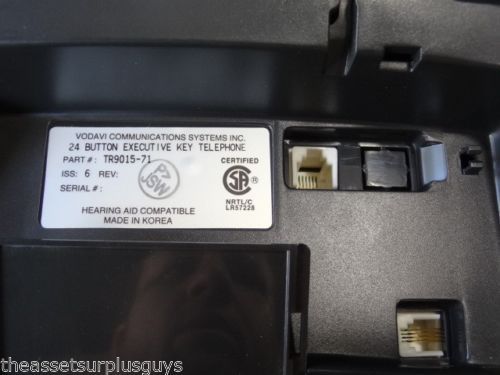 VODAVI COMMUNICATIONS SYSTEMS INC.
24 BUTTON EXECUTIVE KEY TELEPHONE
PART #: TR9015-71
ISS: 6 REV:
SERIAL #:
CERTIFIED
SA
®
NRTL/C
LR57228
HEARING AID COMPATIBLE
MADE IN KOREA
theassetsurplusguys